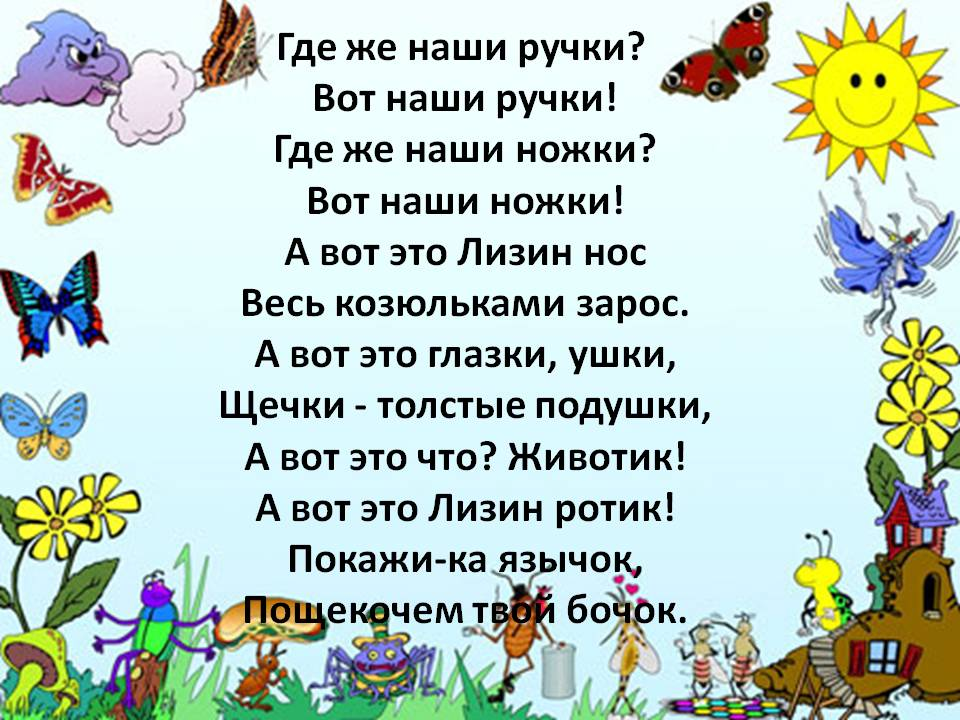 Где же наши ручки?
Вот наши ручки!
Где же наши ножки?
Вот наши ножки!
А вот это Лизин нос
Весь козюльками зарос.
А вот это глазки, ушки,
Щечки - толстые подушки,
А вот это что? Животик!
А вот это Лизин ротик!
Покажи-ка язычок,
Пощекочем твой бочок.